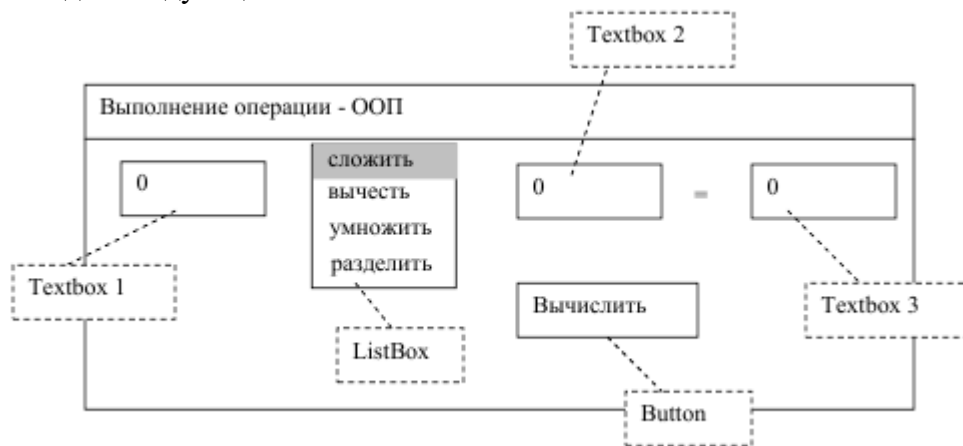 Textbox 2
Выполнение операции - ООП
0
сложить
вычесть
умножить
разделить
0
=
0
Textbox 1
Вычислить
Textbox 3
ListBox
Button